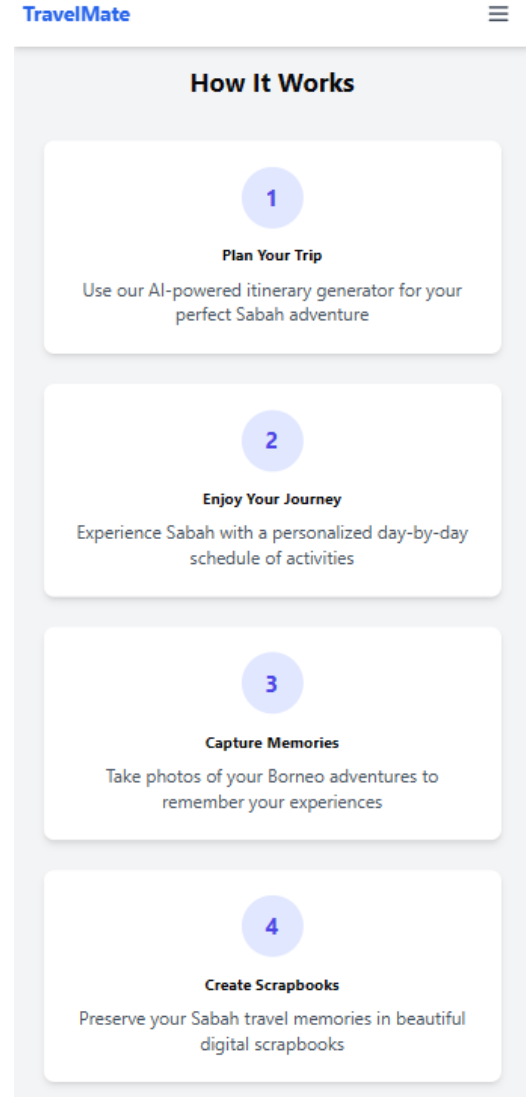 TravelMate
How It Works
1
Plan Your Trip
Use our AI-powered itinerary generator for your
perfect Sabah adventure
2
Enjoy Your Journey
Experience Sabah with a personalized day-by-day
schedule of activities
3
Capture Memories
Take photos of your Borneo adventures to
remember your experiences
4
Create Scrapbooks
Preserve your Sabah travel memories in beautiful
digital scrapbooks